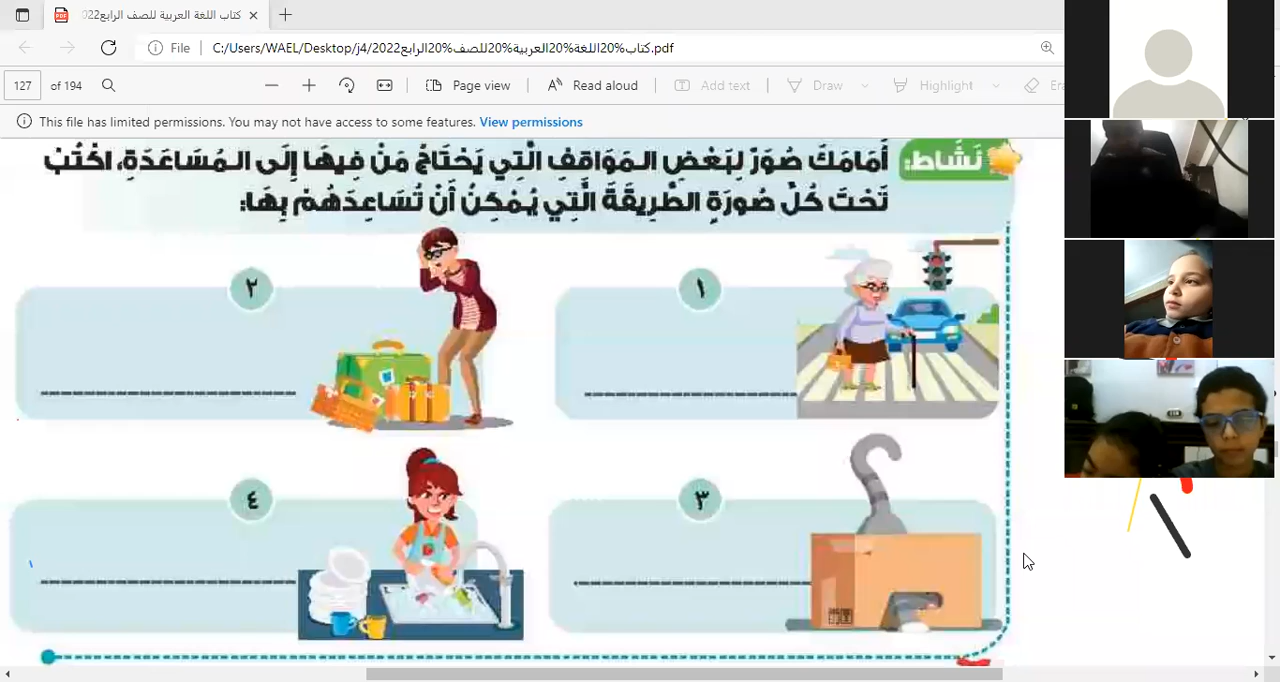 كتاب اللغة العربية للصف الرابع2022
File
C:/Users/WAEL/Desktop/j4/2022كتاب%20اللغة%20العربية%20للصف%20الرابع.pdf
127 of 194
Page view
Read aloud
Add text
Draw
Highlight
Era
This file has limited permissions. You may not have access to some features. View permissions
نَشَاط: أَمَامَكَ صُوَرٌ لِبَعْضِ الْمَوَاقِفِ الَّتِي يَحْتَاجُ مَنْ فِيهَا إِلَى الْمُسَاعَدَةِ، اكْتُبْ
تَحْتَ كُلِّ صُورَةٍ الطَّرِيقَةَ الَّتِي يُمْكِنُ أَنْ تُسَاعِدَهُمْ بِهَا:
١
٢
٣
٤